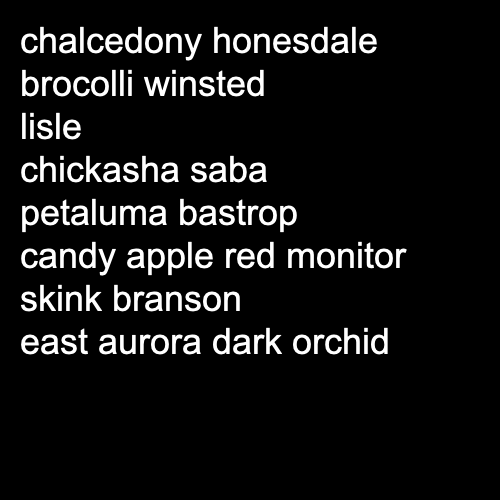 chalcedony honesdale
brocolli winsted
lisle
chickasha saba
petaluma bastrop
candy apple red monitor
skink branson
east aurora dark orchid